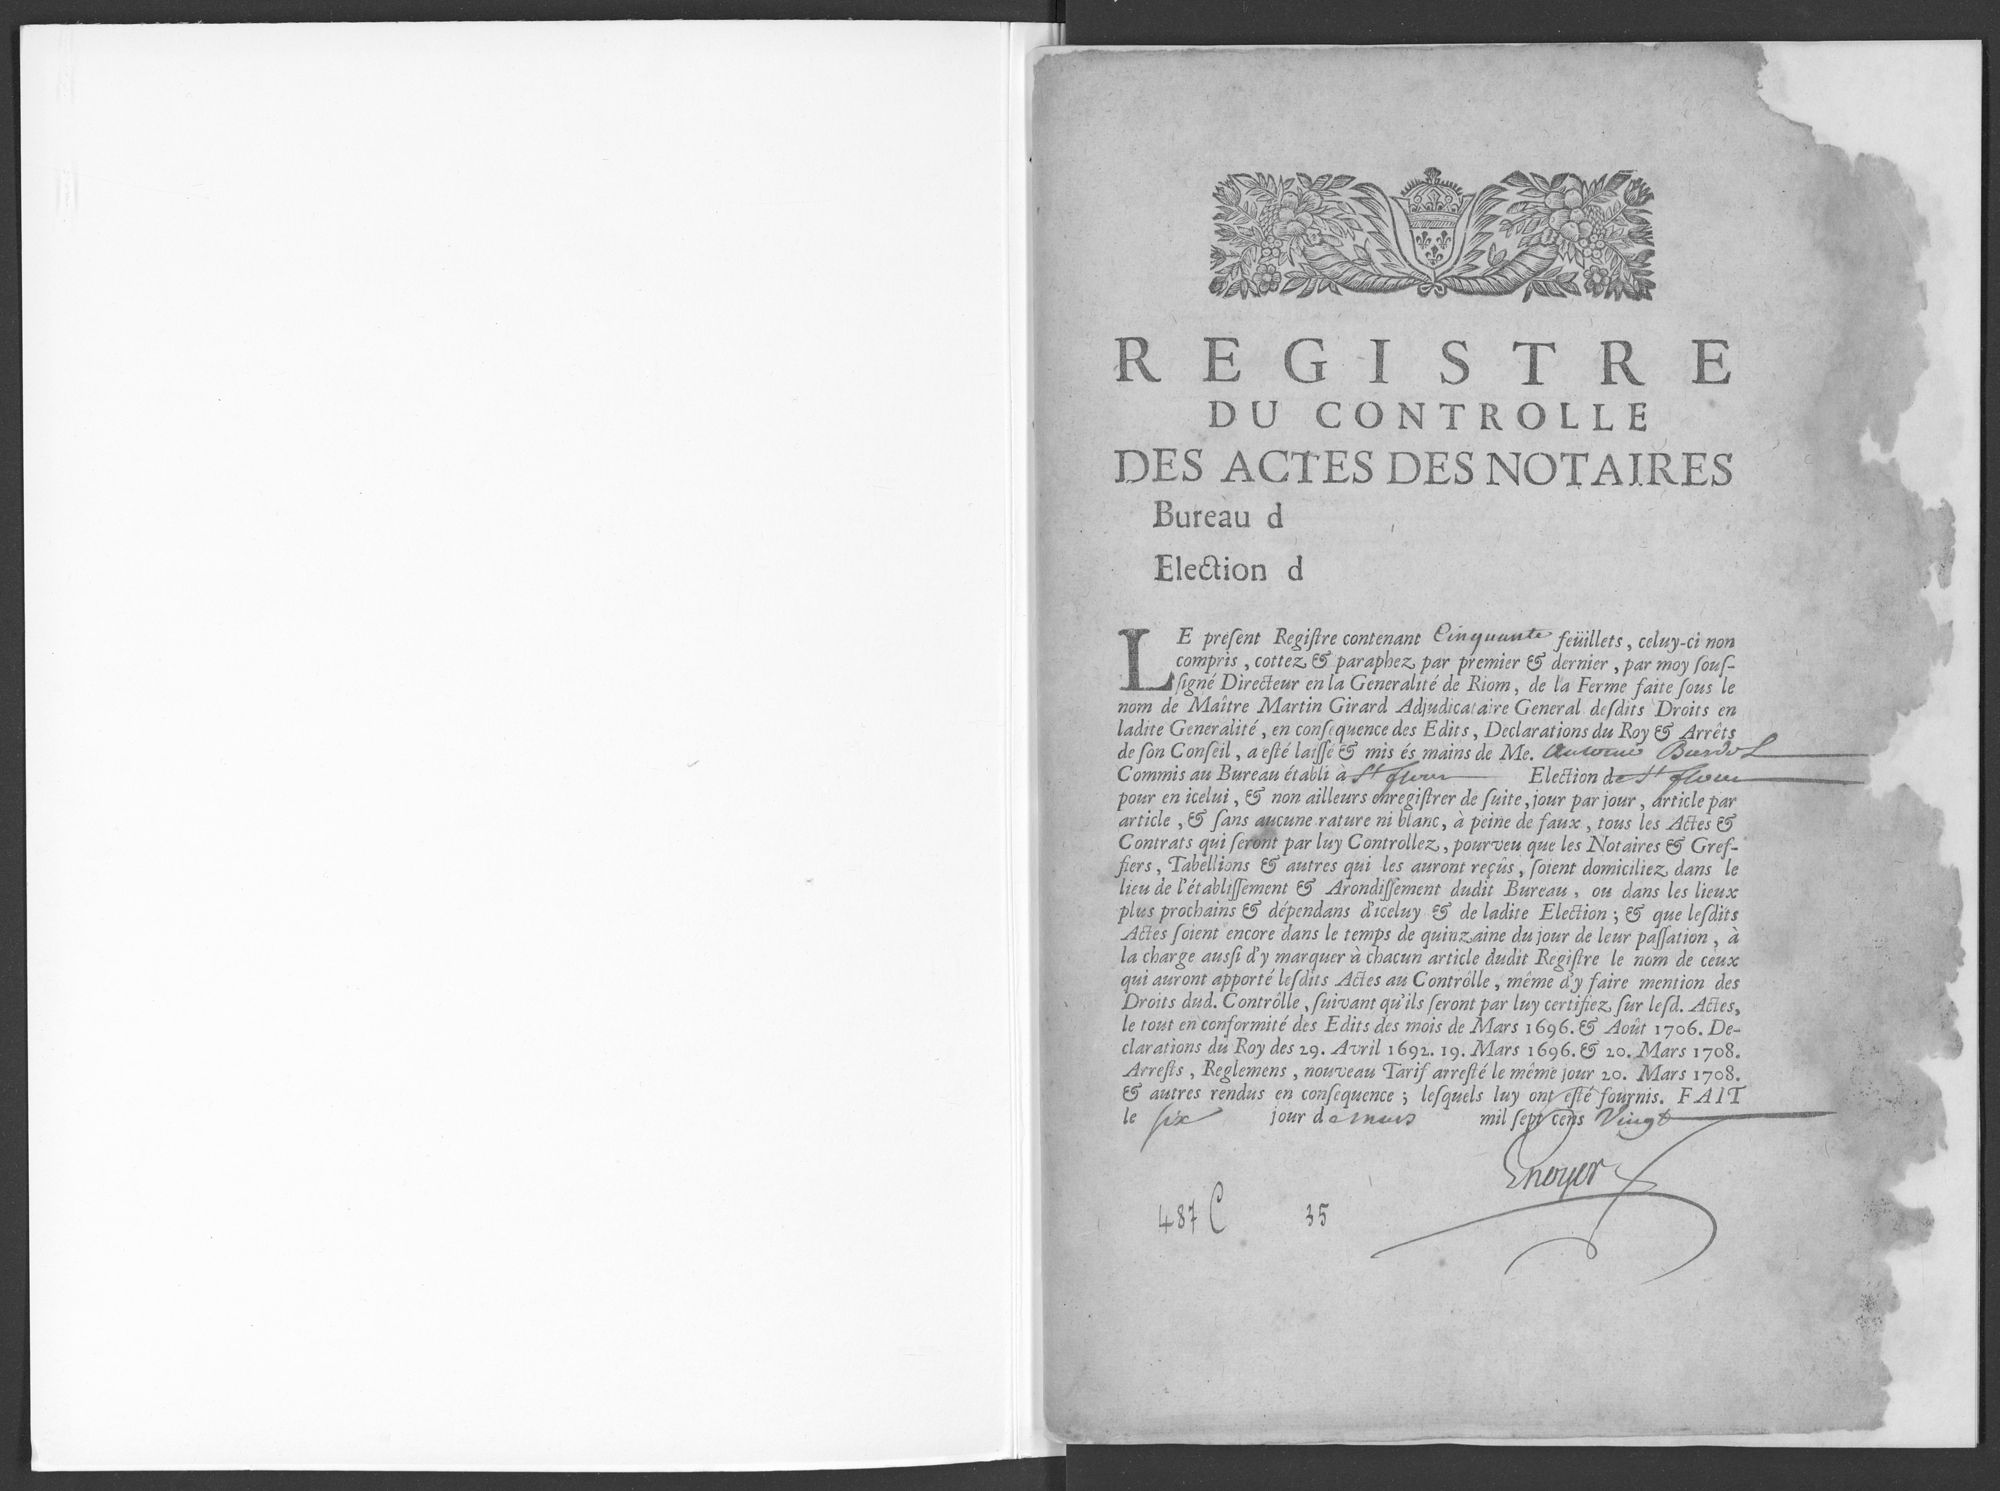 REGISTRE
DU CONTROLLE
DES ACTES DES NOTAIRES
Bureau d
Election d
LE preſent Regiſtre contenant Cinquante feüillets, celuy-ci non
compris, cottez & paraphez par premier & dernier, par moy ſouſ-
ſigné Directeur en la Generalité de Riom, de la Ferme faite ſous le
nom de Maître Martin Girard Adjudicataire General deſdits Droits en
ladite Generalité, en conſequence des Edits, Declarations du Roy & Arrêts
de ſon Conſeil, a eſté laiſſé & mis és mains de Me. Antoine
Commis au Bureau établi à St flour Election de St flour
pour en icelui, & non ailleurs enregiſtrer de ſuite, jour par jour, article par
article, & ſans aucune rature ni blanc, à peine de faux, tous les Actes &
Contrats qui ſeront par luy Controllez, pourveu que les Notaires & Gref-
fiers, Tabellions & autres qui les auront reçûs, ſoient domiciliez dans le
lieu de l'établiſſement & Arondiſſement dudit Bureau, ou dans les lieux
plus prochains & dépendans d'iceluy & de ladite Election; & que leſdits
Actes ſoient encore dans le temps de quinzaine du jour de leur paſſation, à
la charge auſſi d'y marquer à chacun article dudit Regiſtre le nom de ceux
qui auront apporté leſdits Actes au Contrôlle, même d'y faire mention des
Droits dud. Contrôlle, ſuivant qu'ils ſeront par luy certifiez ſur leſd. Actes,
le tout en conformité des Edits des mois de Mars 1696. & Août 1706. De-
clarations du Roy des 29. Avril 1692. 19. Mars 1696. & 20. Mars 1708.
Arreſts, Reglemens, nouveau Tarif arreſté le même jour 20. Mars 1708.
& autres rendus en conſequence; leſquels luy ont eſté fournis. FAIT
le ſix jour de mars mil ſept cens Vingt
487 C 35